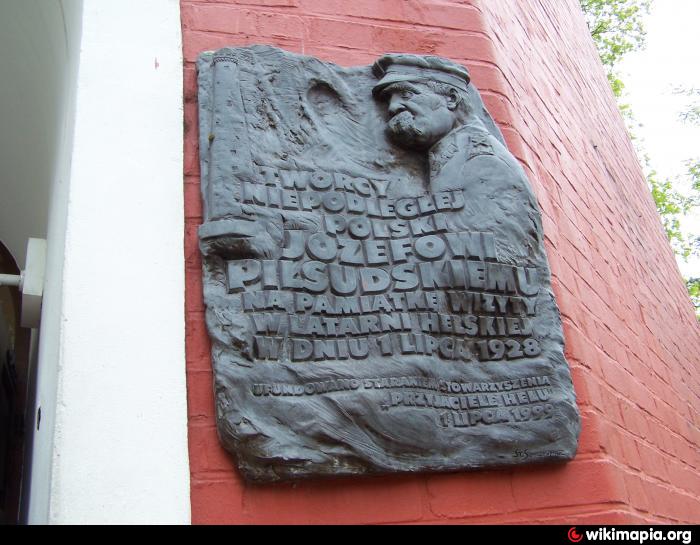 TWÓRCY
NIEPODLEGŁEJ
POLSKI
JÓZEFOWI
PIŁSUDSKIEMU
NA PAMIĄTKĘ WIZYTY
W LATARNI HELSKIEJ
W DNIU 1 LIPCA 1928
UFUNDOWANO STARANIEM STOWARZYSZENIA
„PRZYJACIELE HELU"
1 LIPCA 1999
wikimapia.org